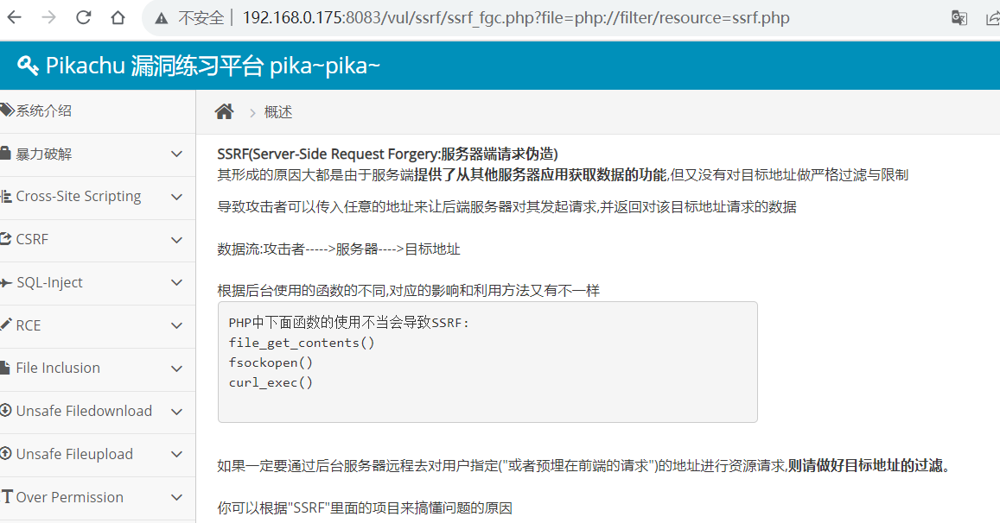 不安全 192.168.0.175:8083/vul/ssrf/ssrf_fgc.php?file=php://filter/resource=ssrf.php
Pikachu 漏洞练习平台 pika~pika~
系统介绍
暴力破解
Cross-Site Scripting
CSRF
SQL-Inject
RCE
File Inclusion
Unsafe Filedownload
Unsafe Fileupload
Over Permission
概述
SSRF(Server-Side Request Forgery:服务器端请求伪造)
其形成的原因大都是由于服务端提供了从其他服务器应用获取数据的功能,但又没有对目标地址做严格过滤与限制
导致攻击者可以传入任意的地址来让后端服务器对其发起请求,并返回对该目标地址请求的数据
数据流:攻击者----->服务器---->目标地址
根据后台使用的函数的不同,对应的影响和利用方法又有不一样
PHP中下面函数的使用不当会导致SSRF:
file_get_contents()
fsockopen()
curl_exec()
如果一定要通过后台服务器远程去对用户指定("或者预埋在前端的请求")的地址进行资源请求,则请做好目标地址的过滤。
你可以根据"SSRF"里面的项目来搞懂问题的原因